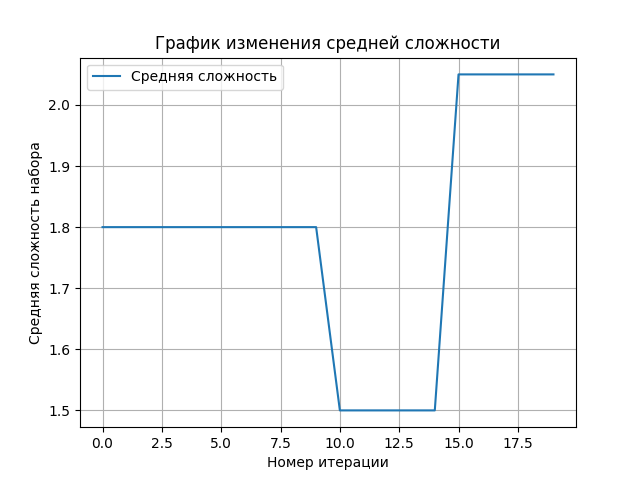 График изменения средней сложности
Средняя сложность
Средняя сложность набора
2.0
1.9
1.8
1.7
1.6
1.5
0.0 2.5 5.0 7.5 10.0 12.5 15.0 17.5
Номер итерации